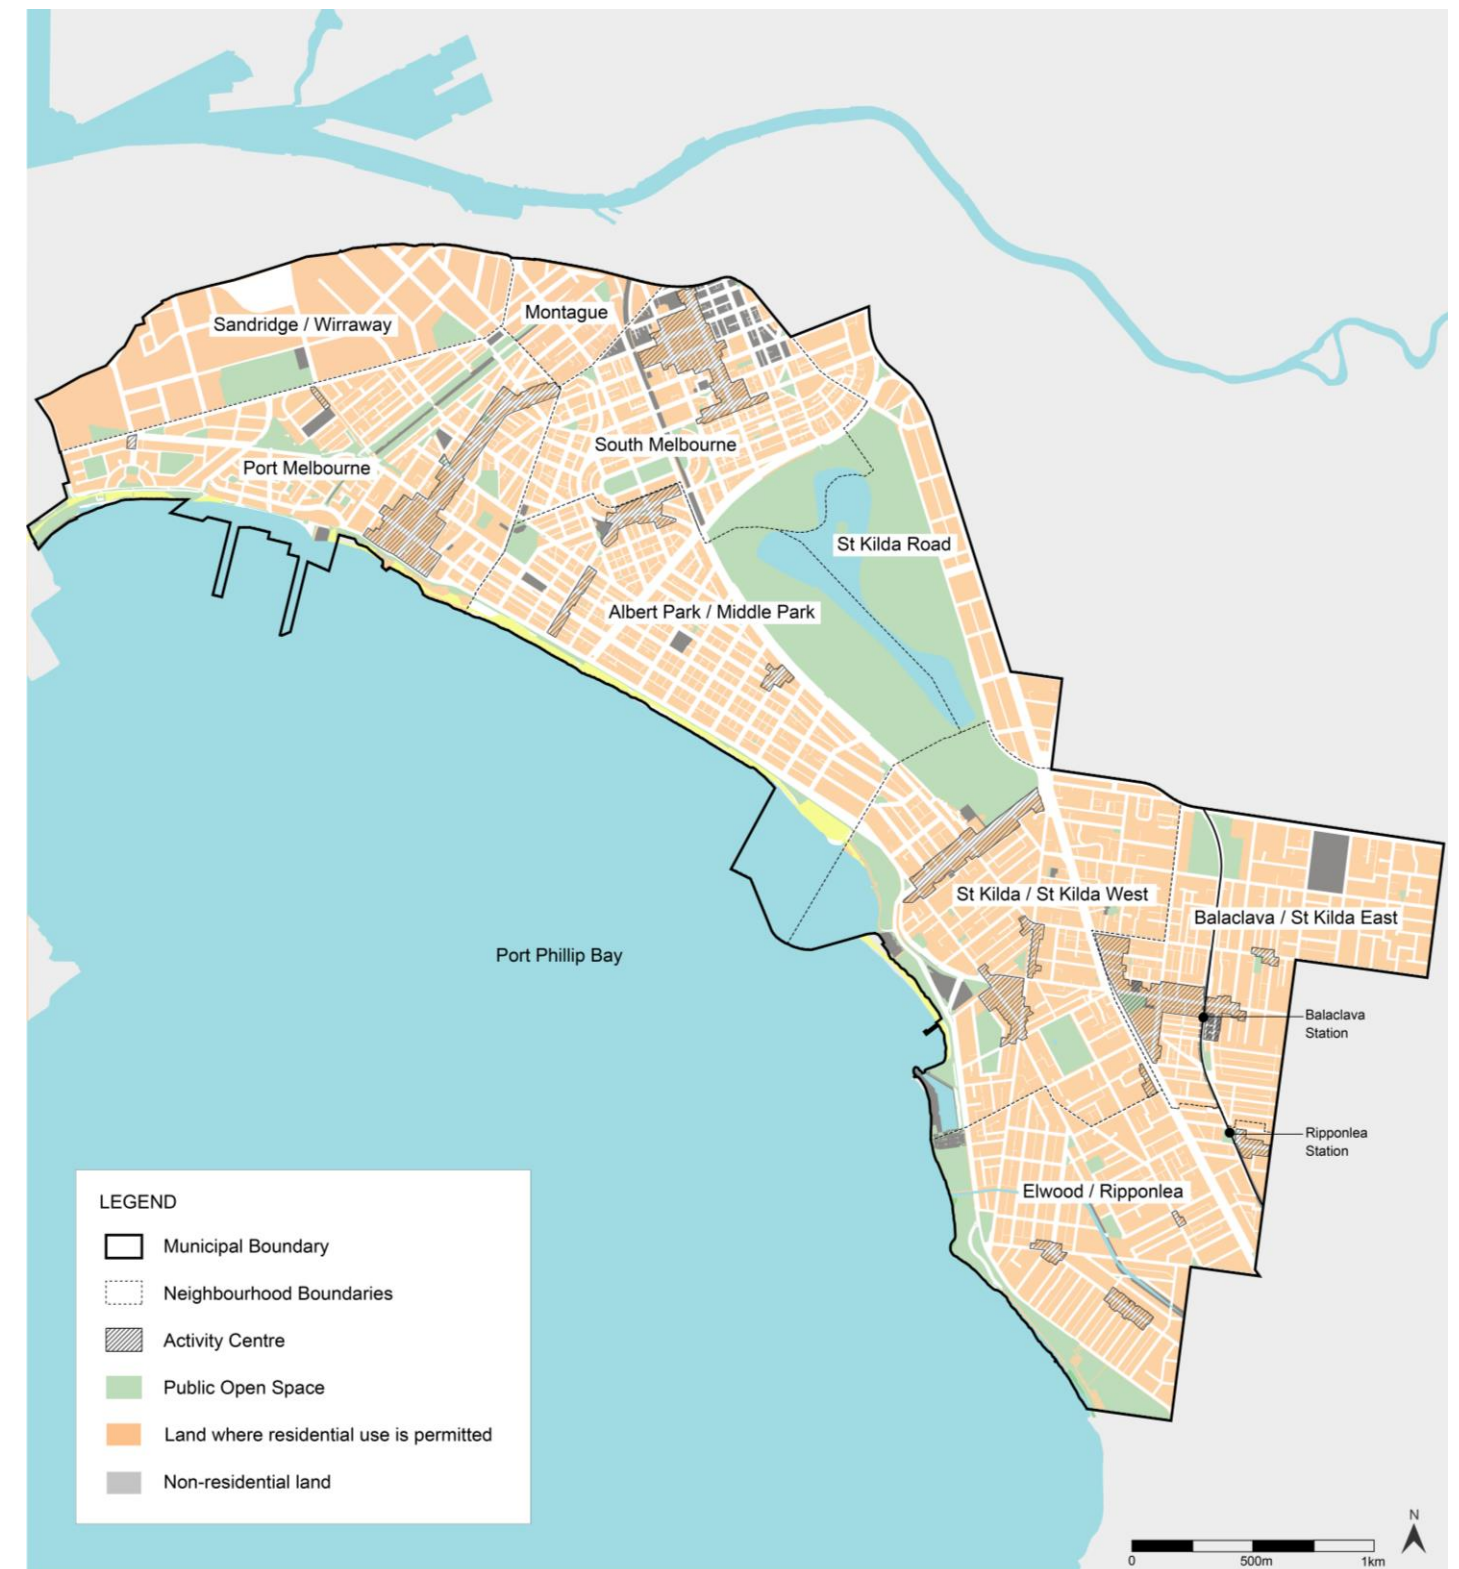 Sandridge / Wirraway
Montague
Port Melbourne
South Melbourne
St Kilda Road
Albert Park / Middle Park
St Kilda / St Kilda West
Balaclava / St Kilda East
Port Phillip Bay
Balaclava
Station
Ripponlea
Station
Elwood / Ripponlea
LEGEND
Municipal Boundary
Neighbourhood Boundaries
Activity Centre
Public Open Space
Land where residential use is permitted
Non-residential land
N
0 500m 1km